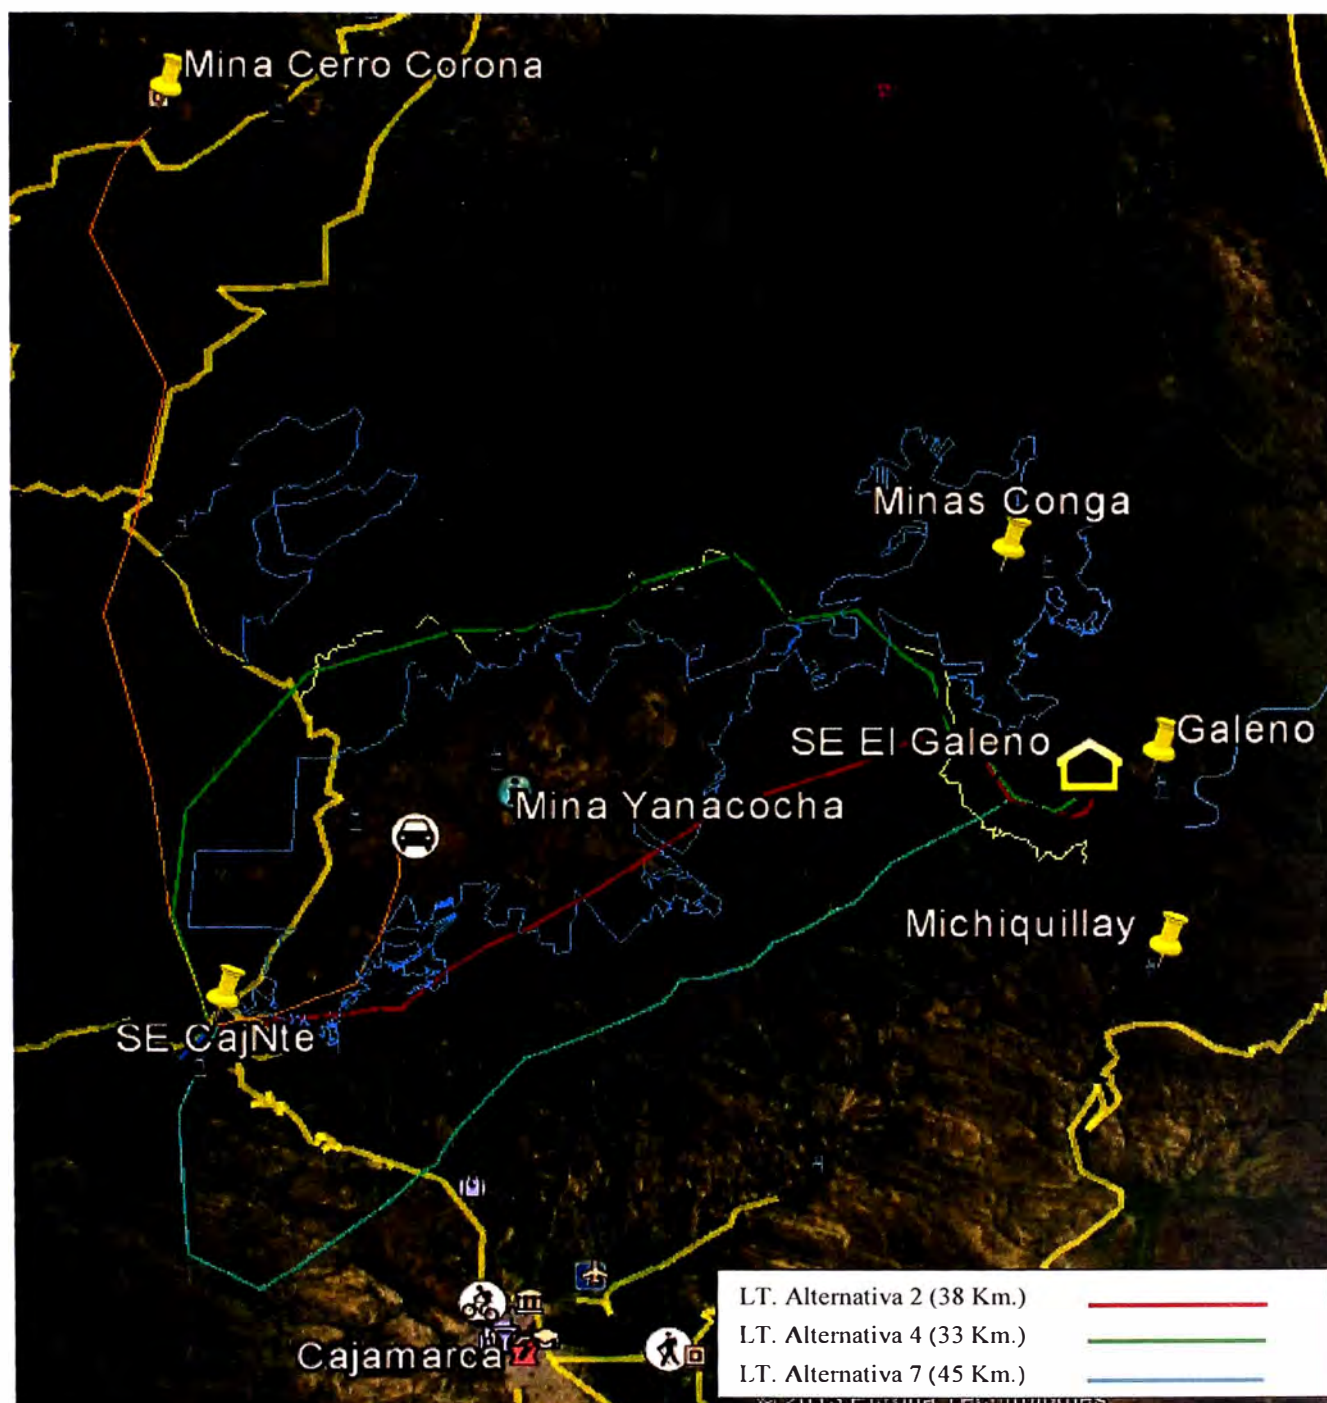 Mina Cerro Corona
Minas Conga
SE El Galeno
Galeno
Mina Yanacocha
Michiquillay
SE CajNte
Cajamarca
LT. Alternativa 2 (38 Km.)
LT. Alternativa 4 (33 Km.)
LT. Alternativa 7 (45 Km.)